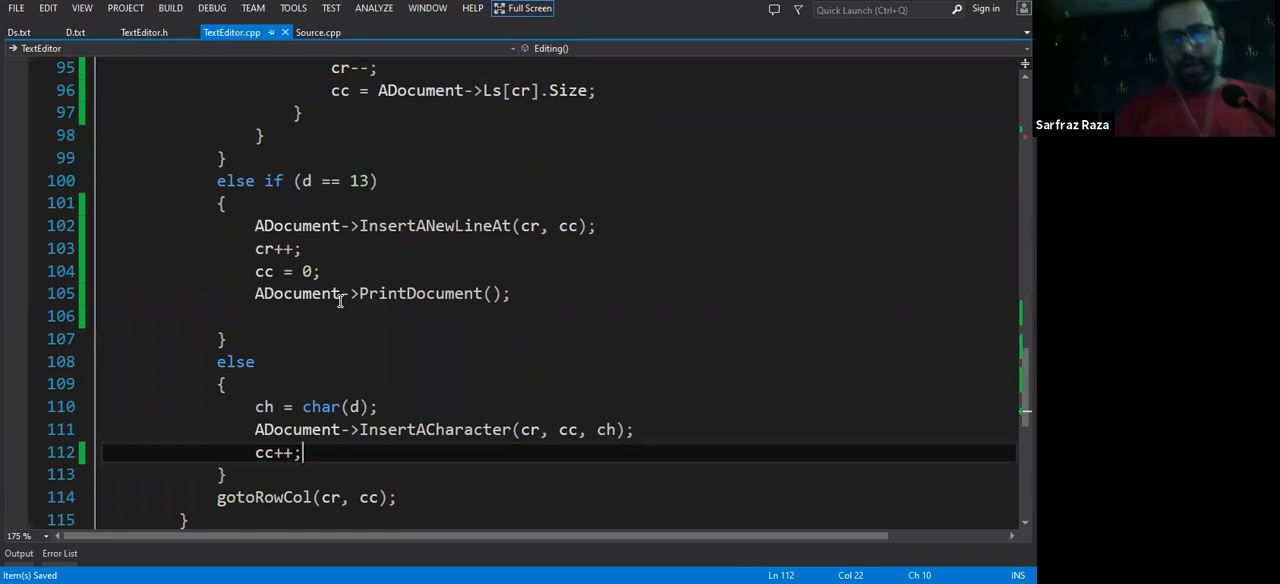 FILE EDIT VIEW PROJECT BUILD DEBUG TEAM TOOLS TEST ANALYZE WINDOW HELP Full Screen Quick Launch (Ctrl+Q) Sign in
Ds.txt D.txt TextEditor.h TextEditor.cpp Source.cpp
TextEditor Editing()
95 cr--;
96 cc = ADocument->Ls[cr].Size;
97 }
98 }
99 }
100 else if (d == 13)
101 {
102 ADocument->InsertANewLineAt(cr, cc);
103 cr++;
104 cc = 0;
105 ADocument->PrintDocument();
106
107 }
108 else
109 {
110 ch = char(d);
111 ADocument->InsertACharacter(cr, cc, ch);
112 cc++;
113 }
114 gotoRowCol(cr, cc);
115 }
175 %
Output Error List
Item(s) Saved Ln 112 Col 22 Ch 10 INS
Sarfraz Raza